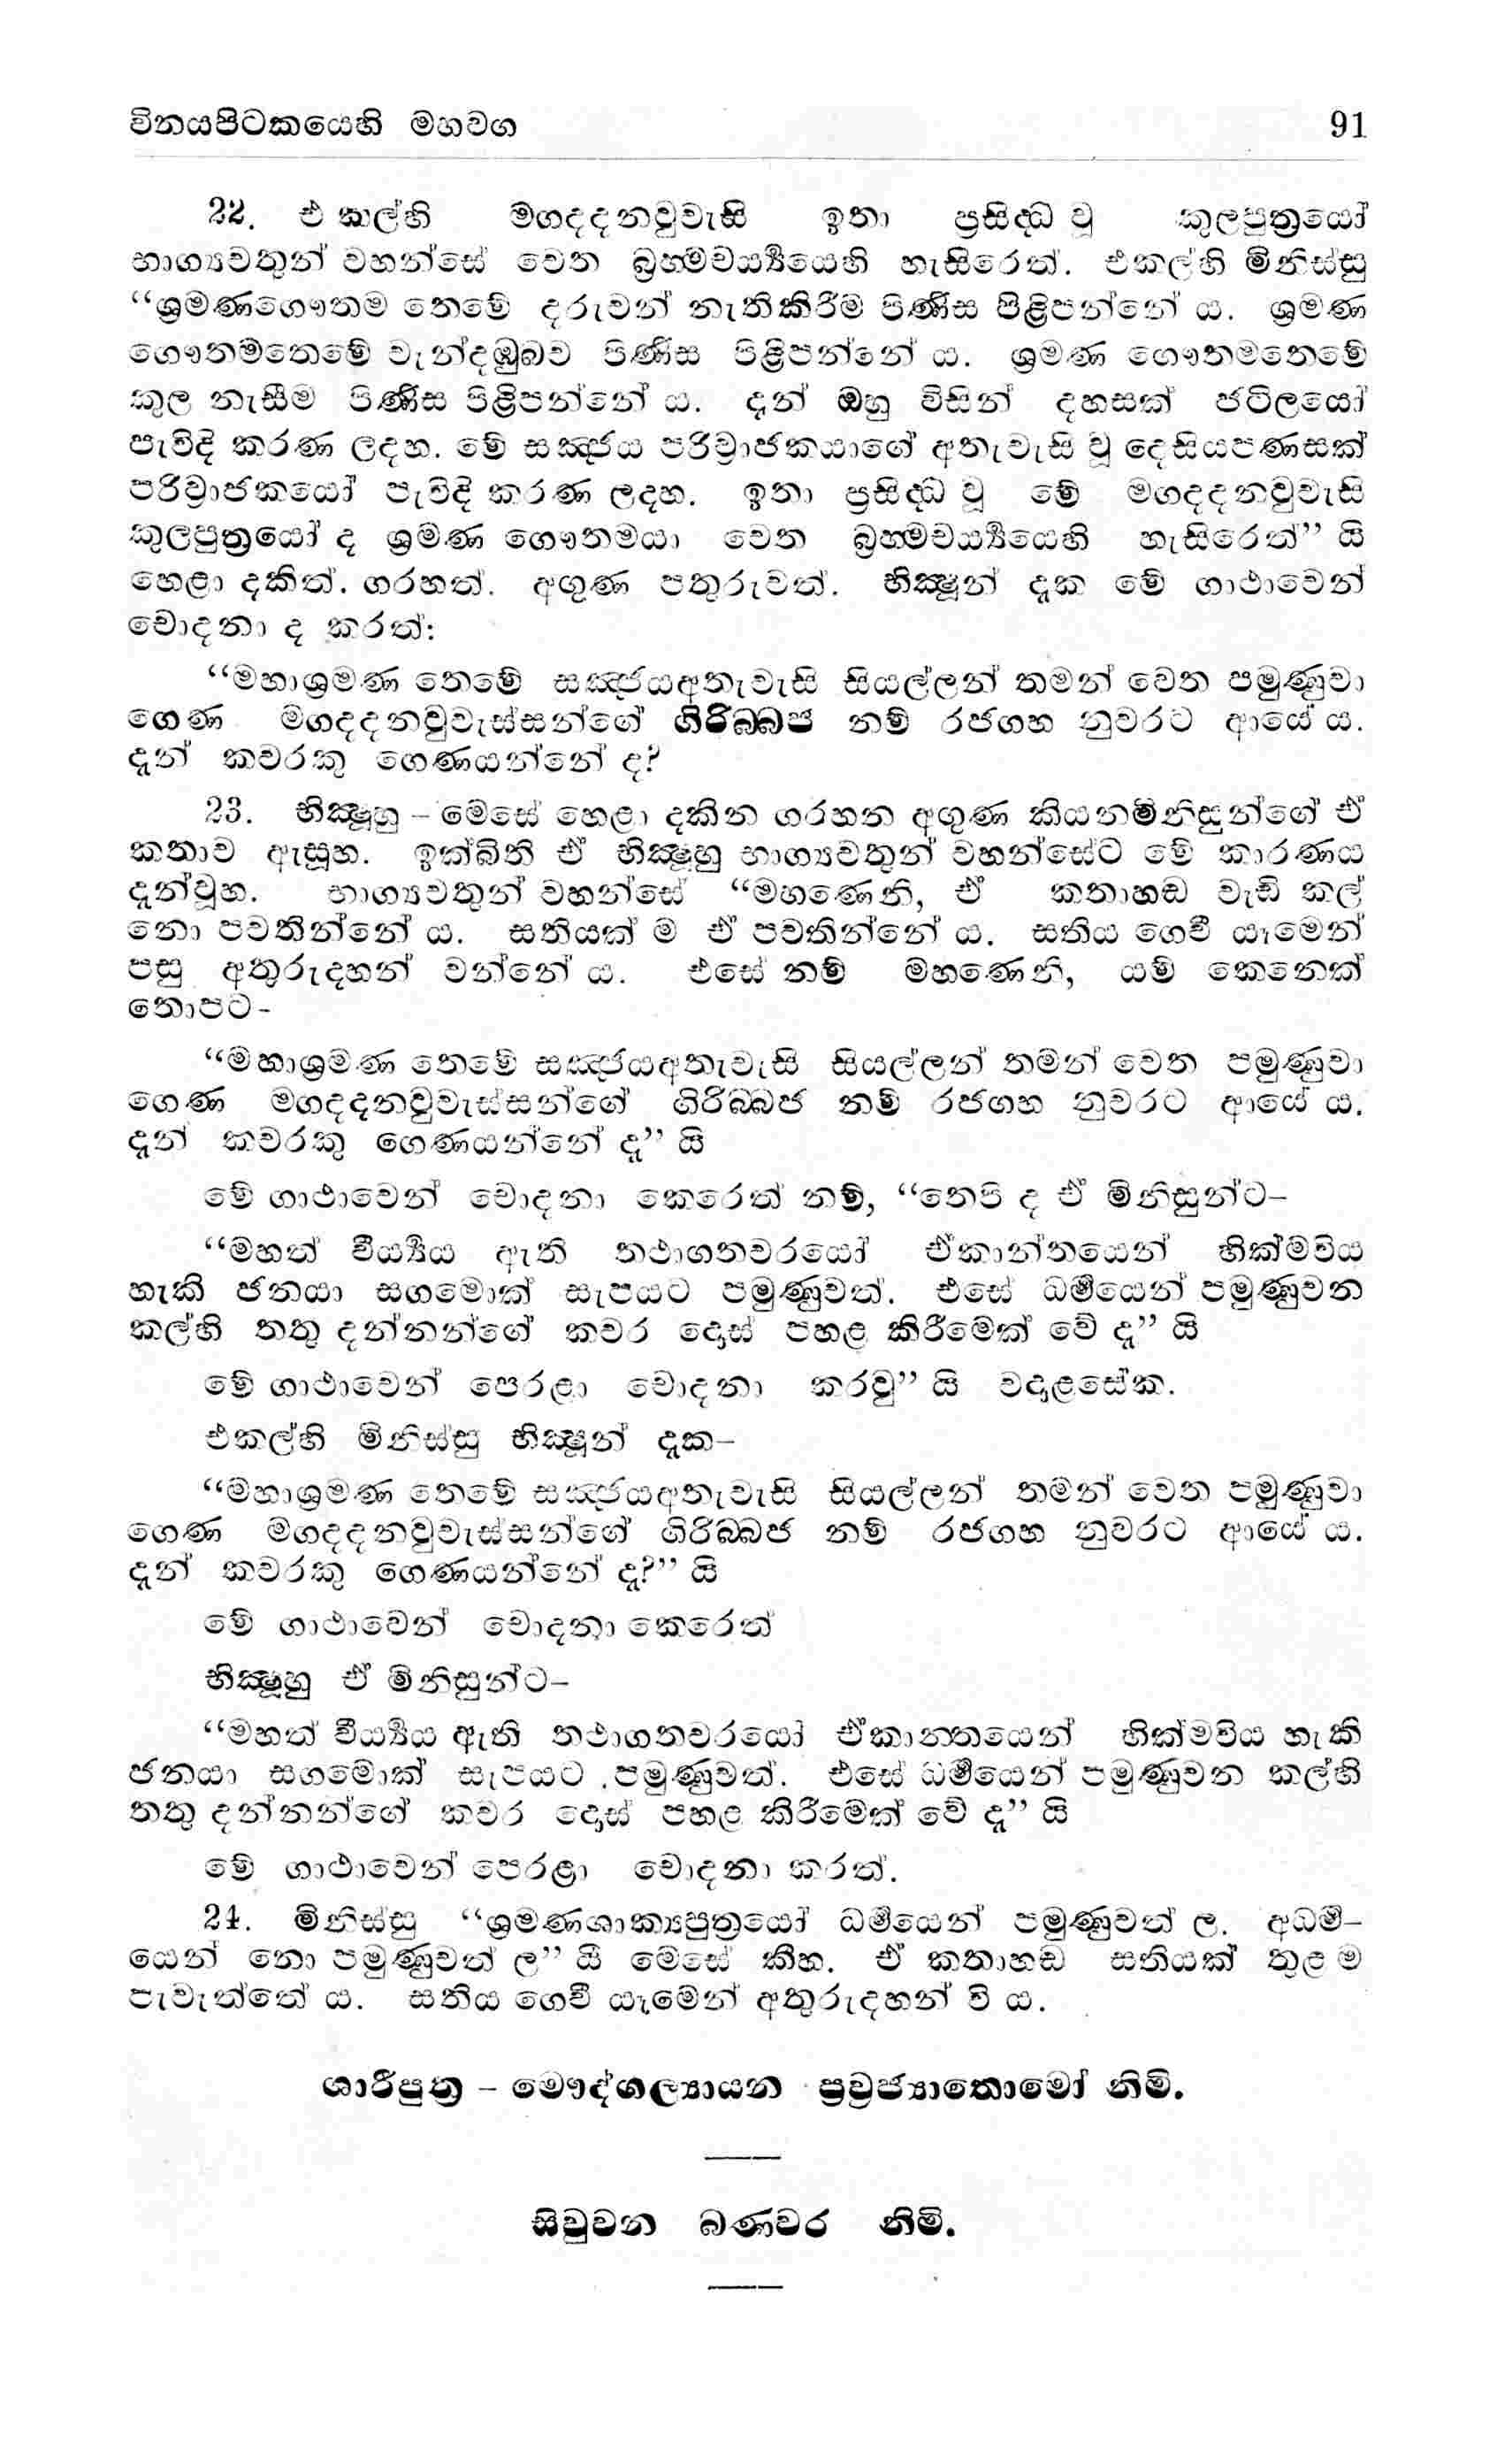 විනයපිටකයෙහි මහවග 91
22. එ කල්හි මගදදනවුවැසි ඉතා ප්‍රසිද්ධ වූ කුලපුත්‍රයෝ
භාග්‍යවතුන් වහන්සේ වෙත බ්‍රහ්මචර්‍ය්‍යයෙහි හැසිරෙත්. එකල්හි මිනිස්සු
“ශ්‍රමණගෞතම තෙමේ දරුවන් නැතිකිරීම පිණිස පිළිපන්නේ ය. ශ්‍රමණ
ගෞතමතෙමේ වැන්දඹුබව පිණිස පිළිපන්නේ ය. ශ්‍රමණ ගෞතමතෙමේ
කුල නැසීම පිණිස පිළිපන්නේ ය. දැන් ඔහු විසින් දහසක් ජටිලයෝ
පැවිදි කරණ ලදහ. මේ සඤ්ජය පරිව්‍රාජකයාගේ අතැවැසි වූ දෙසියපණසක්
පරිව්‍රාජකයෝ පැවිදි කරණ ලදහ. ඉතා ප්‍රසිද්ධ වූ මේ මගදදනවුවැසි
කුලපුත්‍රයෝ ද ශ්‍රමණ ගෞතමයා වෙත බ්‍රහ්මචර්‍ය්‍යයෙහි හැසිරෙත්” යි
හෙළා දකිත්. ගරහත්. අගුණ පතුරුවත්. භික්‍ෂූන් දැක මේ ගාථාවෙන්
චොදනා ද කරත්:
“මහාශ්‍රමණ තෙමේ සඤ්ජයඅතැවැසි සියල්ලන් තමන් වෙත පමුණුවා
ගෙණ මගදදනවුවැස්සන්ගේ ගිරිබ්බජ නම් රජගහ නුවරට ආයේ ය.
දැන් කවරකු ගෙණයන්නේ ද?
23. භික්‍ෂූහු – මෙසේ හෙළා දකින ගරහන අගුණ කියනමිනිසුන්ගේ ඒ
කතාව ඇසූහ. ඉක්බිති ඒ භික්‍ෂූහු භාග්‍යවතුන් වහන්සේට මේ කාරණය
දැන්වූහ. භාග්‍යවතුන් වහන්සේ “මහණෙනි, ඒ කතාහඬ වැඩි කල්
නො පවතින්නේ ය. සතියක් ම ඒ පවතින්නේ ය. සතිය ගෙවී යෑමෙන්
පසු අතුරුදහන් වන්නේ ය. එසේ නම් මහණෙනි, යම් කෙනෙක්
තොපට-
“මහාශ්‍රමණ තෙමේ සඤ්ජයඅතැවැසි සියල්ලන් තමන් වෙත පමුණුවා
ගෙණ මගදදනවුවැස්සන්ගේ ගිරිබ්බජ නම් රජගහ නුවරට ආයේ ය.
දැන් කවරකු ගෙණයන්නේ දැ” යි
මේ ගාථාවෙන් චොදනා කෙරෙත් නම්, “තෙපි ද ඒ මිනිසුන්ට–
“මහත් වීර්‍ය්‍යය ඇති තථාගතවරයෝ ඒකාන්තයෙන් හික්මවිය
හැකි ජනයා සගමොක් සැපයට පමුණුවත්. එසේ ධර්මයෙන් පමුණුවන
කල්හි තතු දන්නන්ගේ කවර දොස් පහළ කිරීමෙක් වේ දැ” යි
මේ ගාථාවෙන් පෙරළා චොදනා කරවු” යි වදාළසේක.
එකල්හි මිනිස්සු භික්‍ෂූන් දැක–
“මහාශ්‍රමණ තෙමේ සඤ්ජයඅතැවැසි සියල්ලන් තමන් වෙත පමුණුවා
ගෙණ මගදදනවුවැස්සන්ගේ ගිරිබ්බජ නම් රජගහ නුවරට ආයේ ය.
දැන් කවරකු ගෙණයන්නේ දැ?” යි
මේ ගාථාවෙන් චොදනා කෙරෙත්
භික්‍ෂූහු ඒ මිනිසුන්ට–
“මහත් වීර්‍ය්‍යය ඇති තථාගතවරයෝ ඒකාන්තයෙන් හික්මවිය හැකි
ජනයා සගමොක් සැපයට පමුණුවත්. එසේ ධර්මයෙන් පමුණුවන කල්හි
තතු දන්නන්ගේ කවර දොස් පහළ කිරීමෙක් වේ දැ” යි
මේ ගාථාවෙන් පෙරළා චොදනා කරත්.
24. මිනිස්සු “ශ්‍රමණශාක්‍යපුත්‍රයෝ ධර්මයෙන් පමුණුවත් ල. අධර්ම–
යෙන් නො පමුණුවත් ල” යි මෙසේ කීහ. ඒ කතාහඬ සතියක් තුළ ම
පැවැත්තේ ය. සතිය ගෙවී යෑමෙන් අතුරුදහන් වි ය.
ශාරීපුත්‍ර – මෞද්ගල්‍යායන ප්‍රව්‍රජ්‍යාතොමෝ නිමි.
සිවුවන බණවර නිමි.